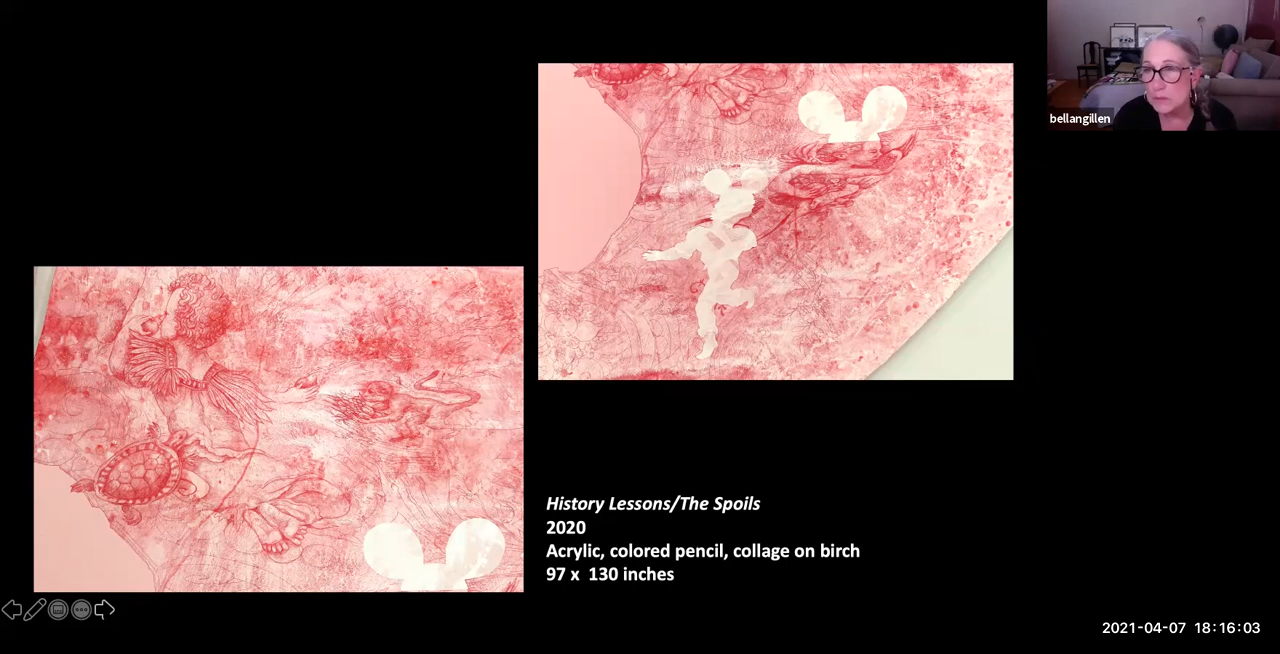 bellangillen
History Lessons/The Spoils
2020
Acrylic, colored pencil, collage on birch
97 x 130 inches
2021-04-07 18:16:03